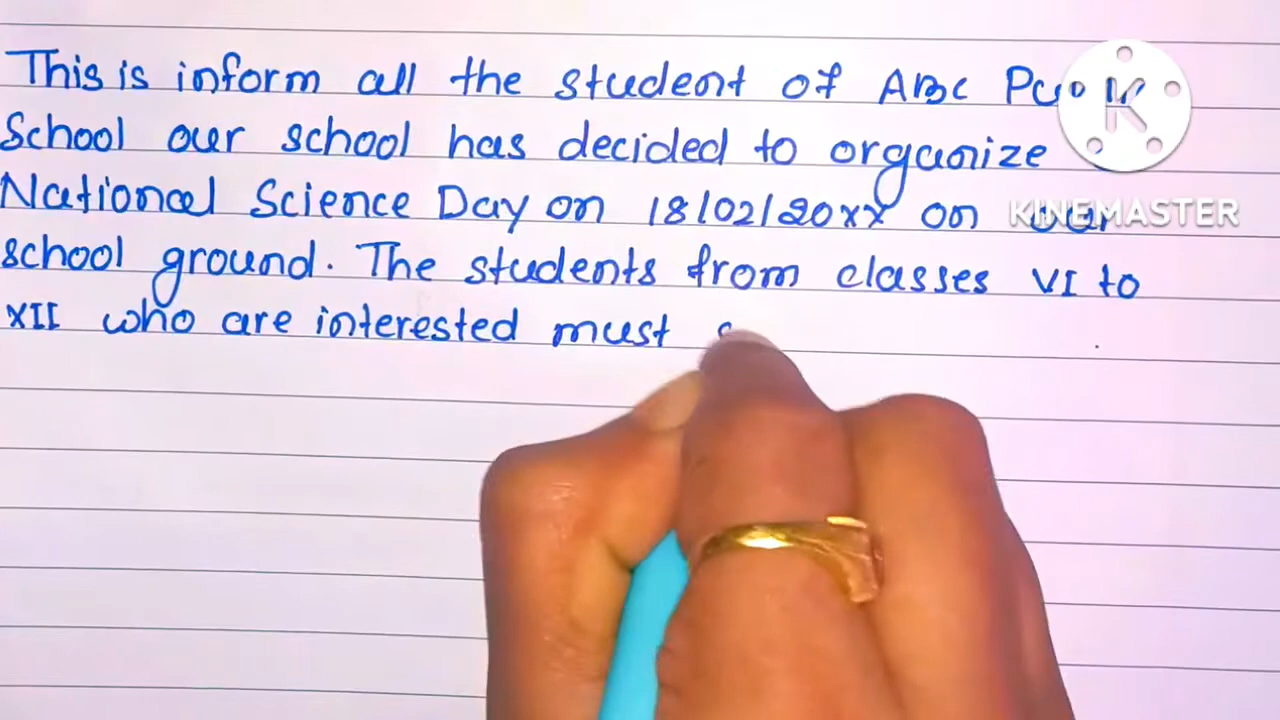 This is inform all the student of ABC
School our school has decided to organize
National Science Day on 18/02/20xx on our
school ground. The students from classes VI to
XII who are interested must
KINEMASTER